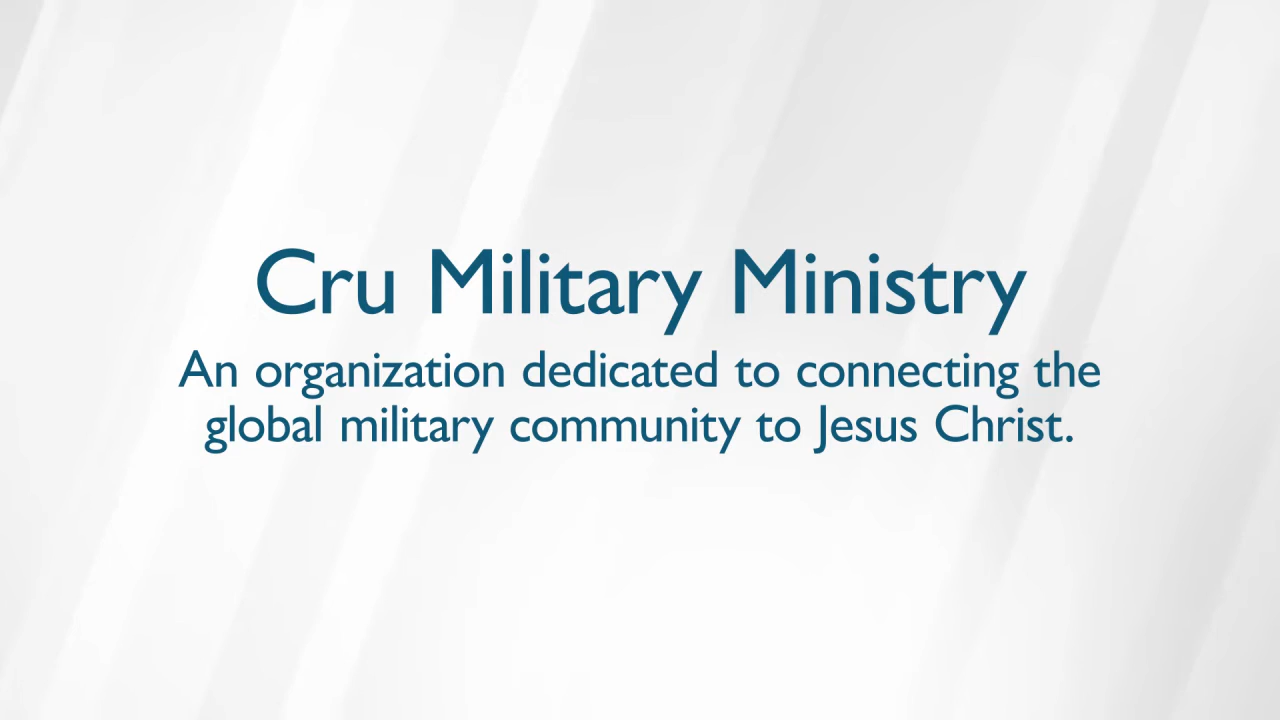 Cru Military Ministry
An organization dedicated to connecting the
global military community to Jesus Christ.